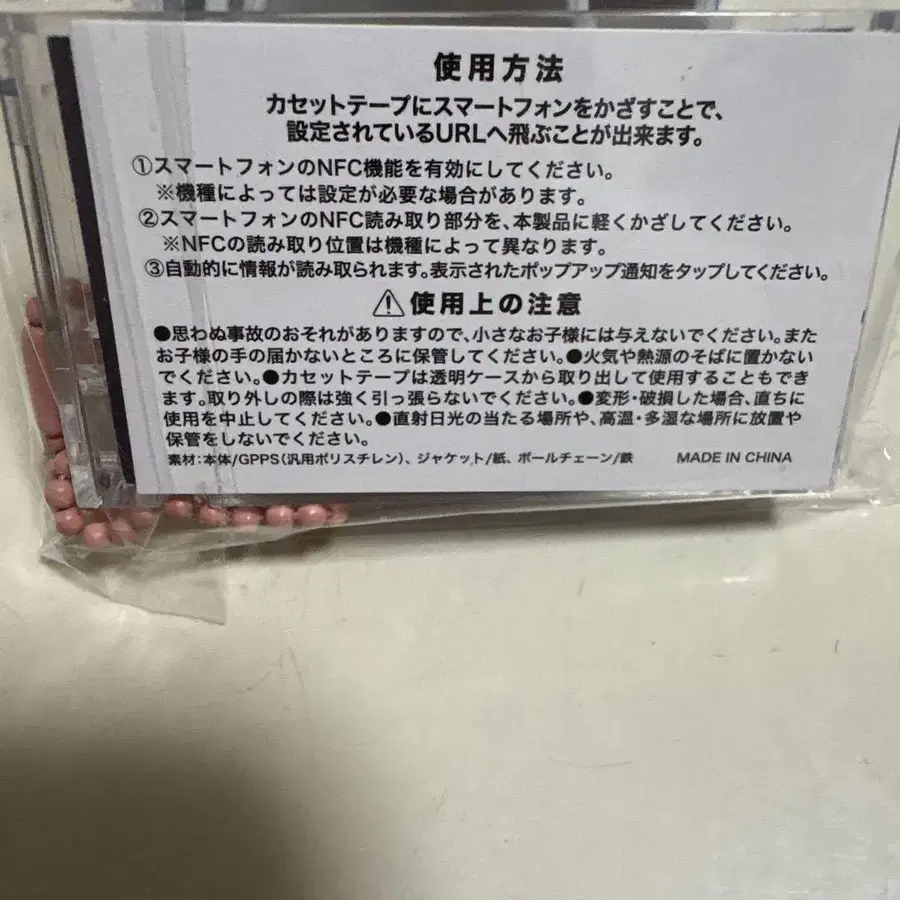 使用方法
カセットテープにスマートフォンをかざすことで、
設定されているURLへ飛ぶことが出来ます。
①スマートフォンのNFC機能を有効にしてください。
※機種によっては設定が必要な場合があります。
②スマートフォンのNFC読み取り部分を、本製品に軽くかざしてください。
※NFCの読み取り位置は機種によって異なります。
③自動的に情報が読み取られます。表示されたポップアップ通知をタップしてください。
⚠使用上の注意
●思わぬ事故のおそれがありますので、小さなお子様には与えないでください。また
お子様の手の届かないところに保管してください。●火気や熱源のそばに置かない
でください。●カセットテープは透明ケースから取り出して使用することもでき
ます。取り外しの際は強く引っ張らないでください。●変形・破損した場合、直ちに
使用を中止してください。●直射日光の当たる場所や、高温・多湿な場所に放置や
保管をしないでください。
素材:本体/GPPS(汎用ポリスチレン)、ジャケット/紙、ボールチェーン/鉄 MADE IN CHINA